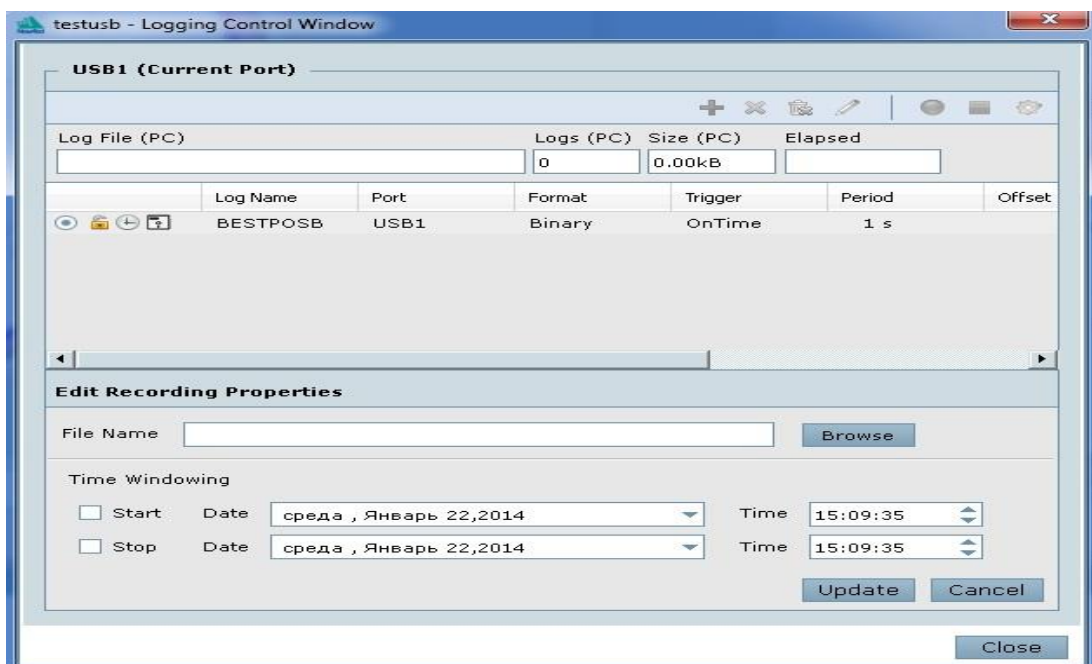 testusb - Logging Control Window
USB1 (Current Port)
Log File (PC) Logs (PC) Size (PC) Elapsed
0 0.00kB
Log Name Port Format Trigger Period Offset
BESTPOSB USB1 Binary OnTime 1 s
Edit Recording Properties
File Name Browse
Time Windowing
Start Date среда , Январь 22,2014 Time 15:09:35
Stop Date среда , Январь 22,2014 Time 15:09:35
Update Cancel
Close